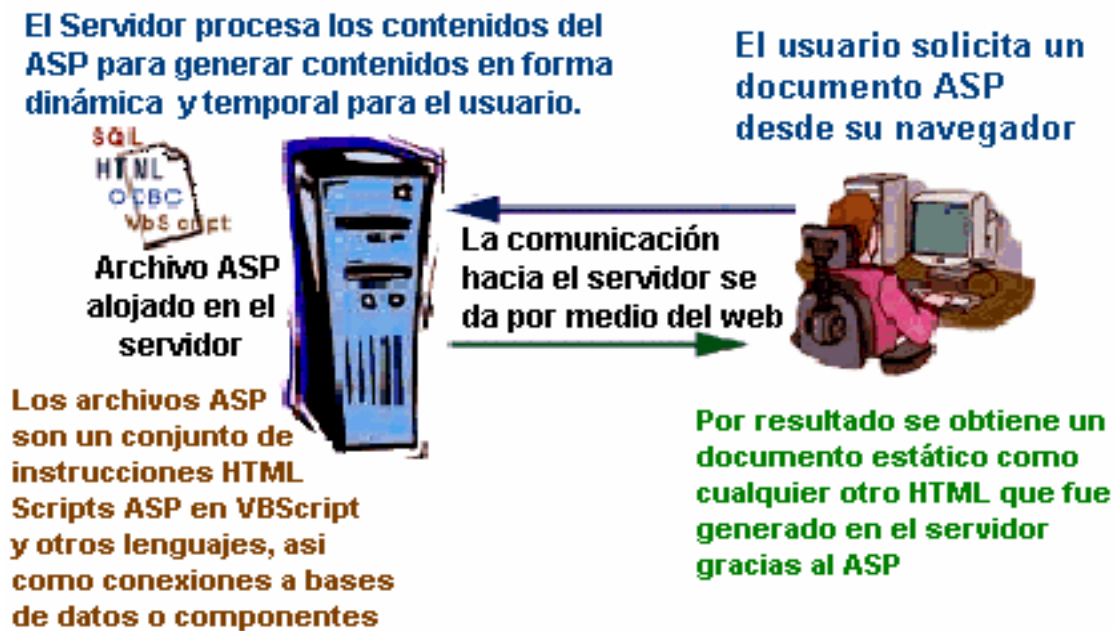 El Servidor procesa los contenidos del
ASP para generar contenidos en forma
dinámica y temporal para el usuario.
El usuario solicita un
documento ASP
desde su navegador
SQL
HTML
ODBC
VbScript
Archivo ASP
alojado en el
servidor
La comunicación
hacia el servidor se
da por medio del web
Los archivos ASP
son un conjunto de
instrucciones HTML
Scripts ASP en VBScript
y otros lenguajes, asi
como conexiones a bases
de datos o componentes
Por resultado se obtiene un
documento estático como
cualquier otro HTML que fue
generado en el servidor
gracias al ASP